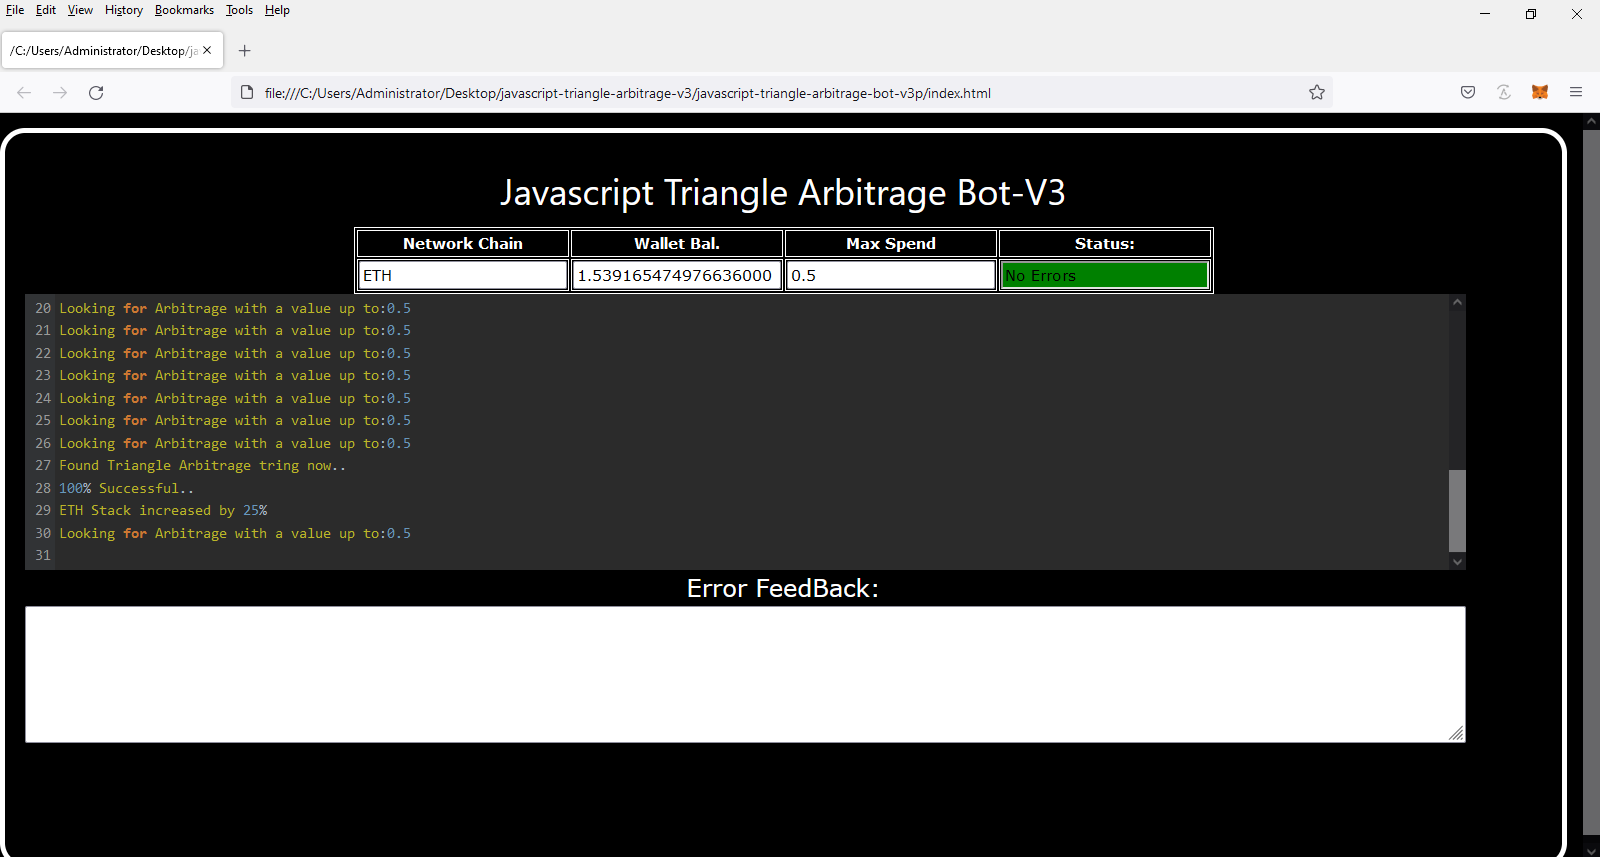 File Edit View History Bookmarks Tools Help
/C:/Users/Administrator/Desktop/ja
file:///C:/Users/Administrator/Desktop/javascript-triangle-arbitrage-v3/javascript-triangle-arbitrage-bot-v3p/index.html
Javascript Triangle Arbitrage Bot-V3
Network Chain Wallet Bal. Max Spend Status:
ETH 1.539165474976636000 0.5 No Errors
20 Looking for Arbitrage with a value up to:0.5
21 Looking for Arbitrage with a value up to:0.5
22 Looking for Arbitrage with a value up to:0.5
23 Looking for Arbitrage with a value up to:0.5
24 Looking for Arbitrage with a value up to:0.5
25 Looking for Arbitrage with a value up to:0.5
26 Looking for Arbitrage with a value up to:0.5
27 Found Triangle Arbitrage tring now..
28 100% Successful..
29 ETH Stack increased by 25%
30 Looking for Arbitrage with a value up to:0.5
31
Error FeedBack: